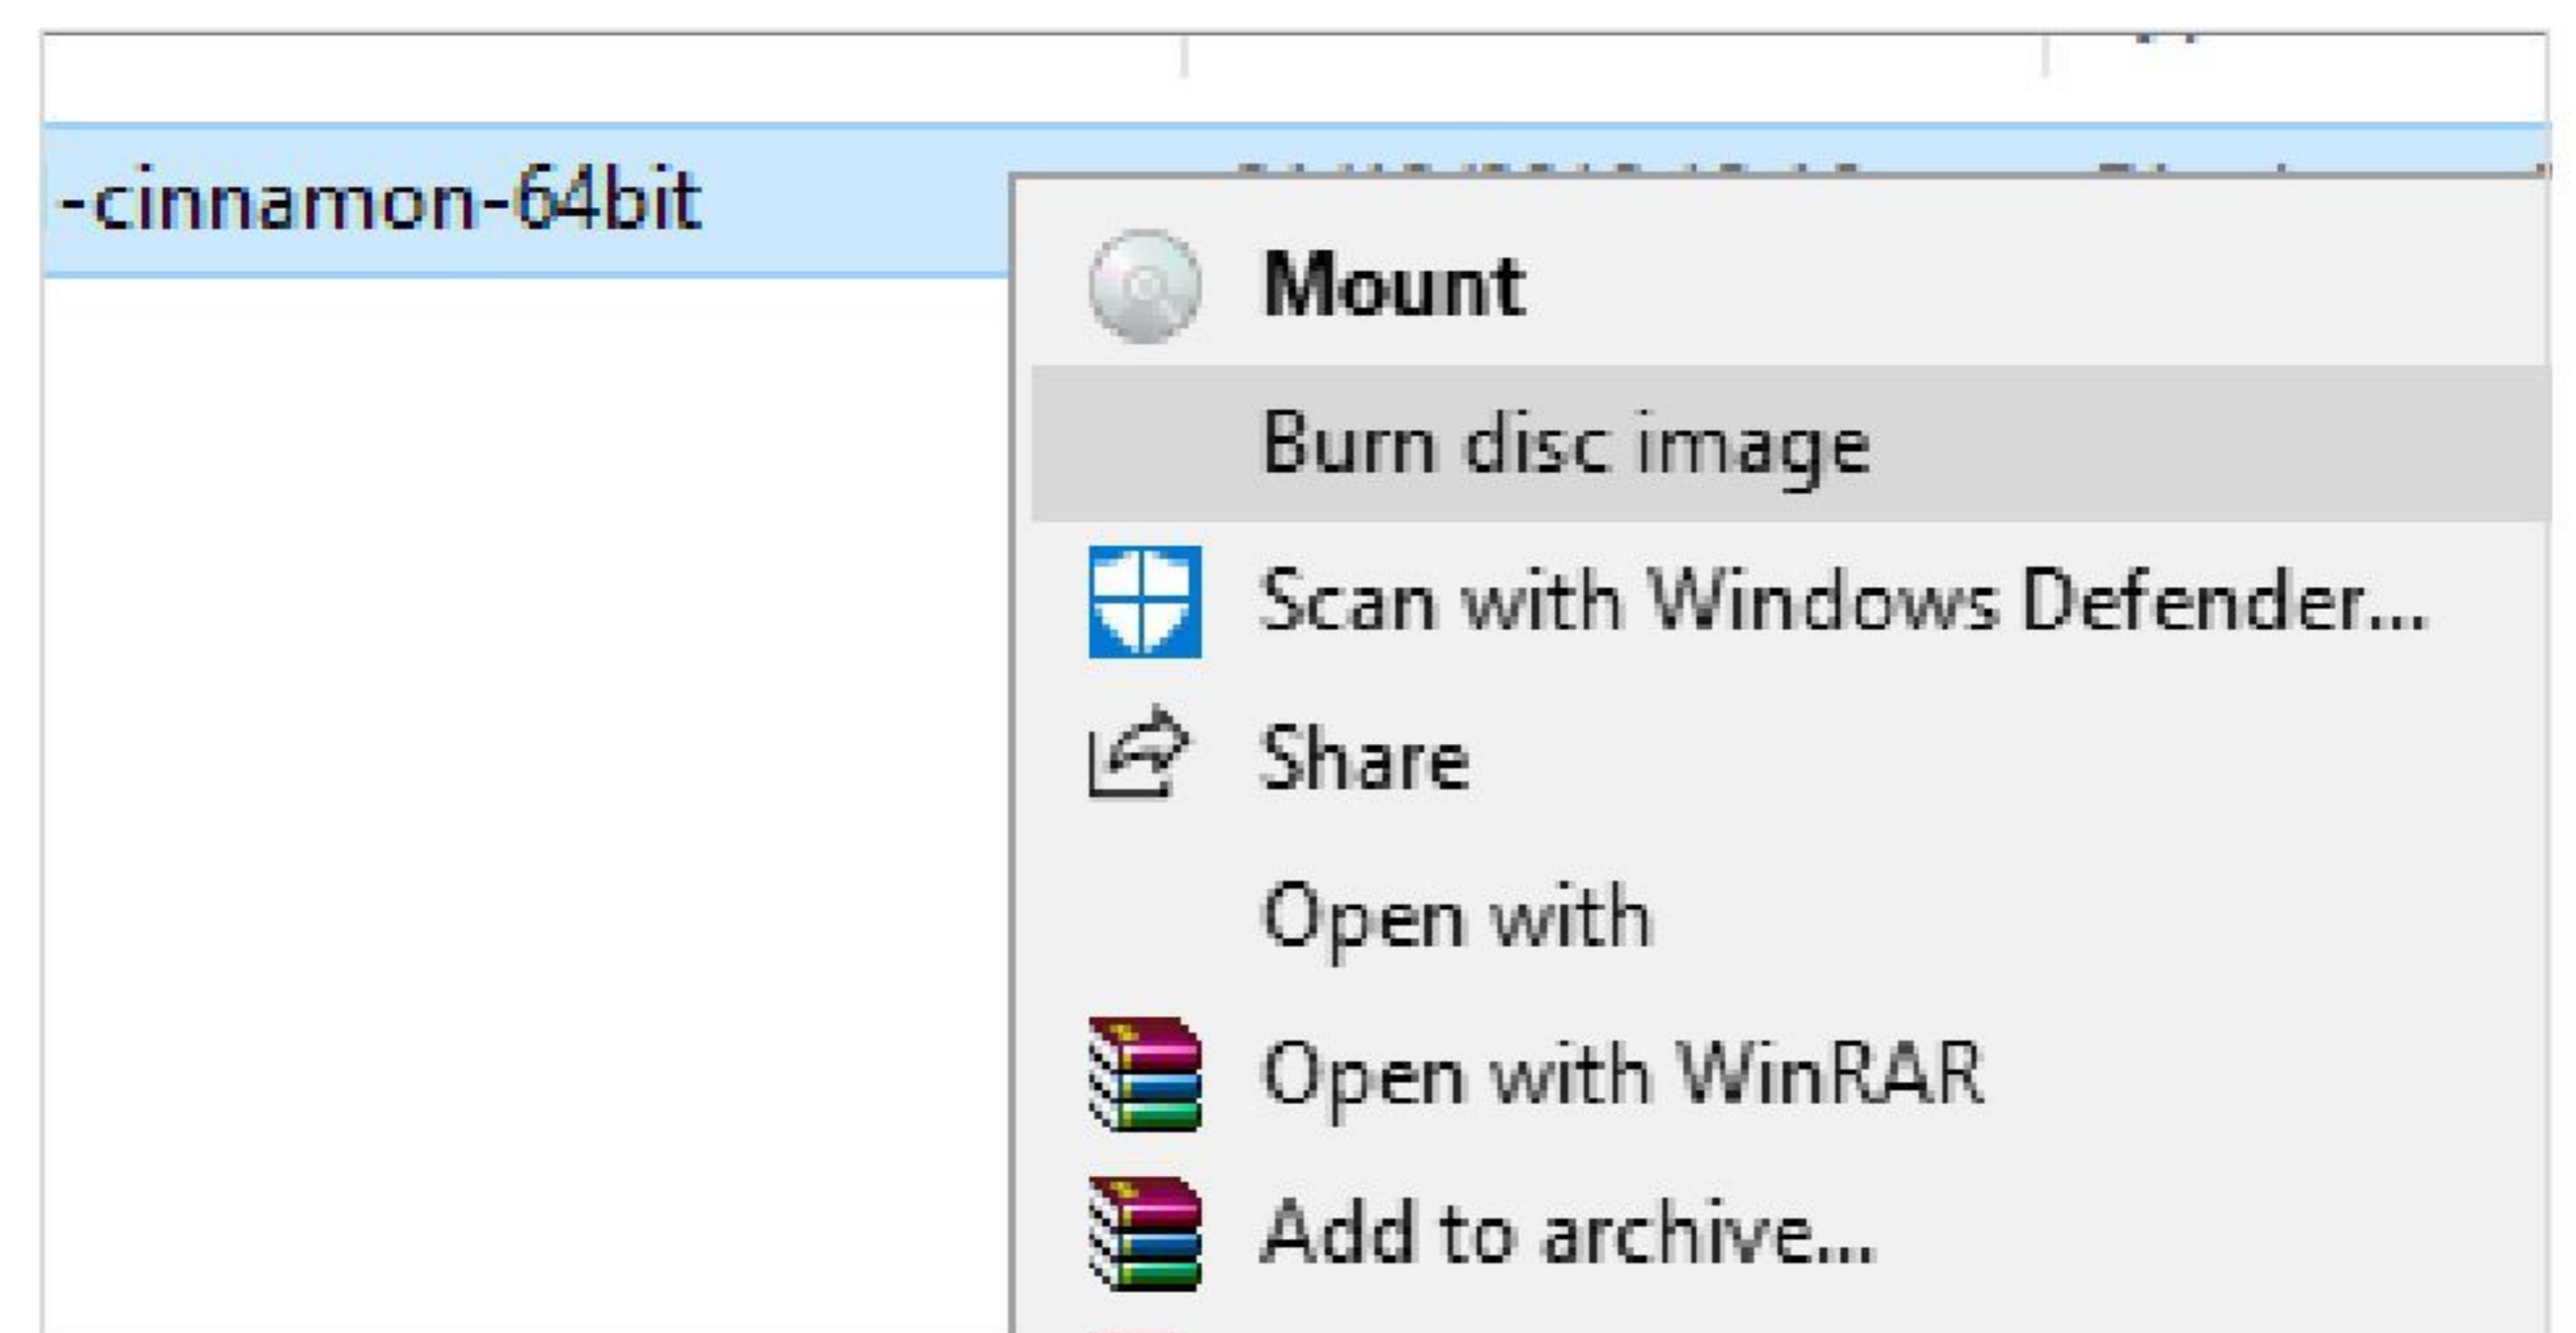 -cinnamon-64bit
Mount
Burn disc image
Scan with Windows Defender...
Share
Open with
Open with WinRAR
Add to archive...